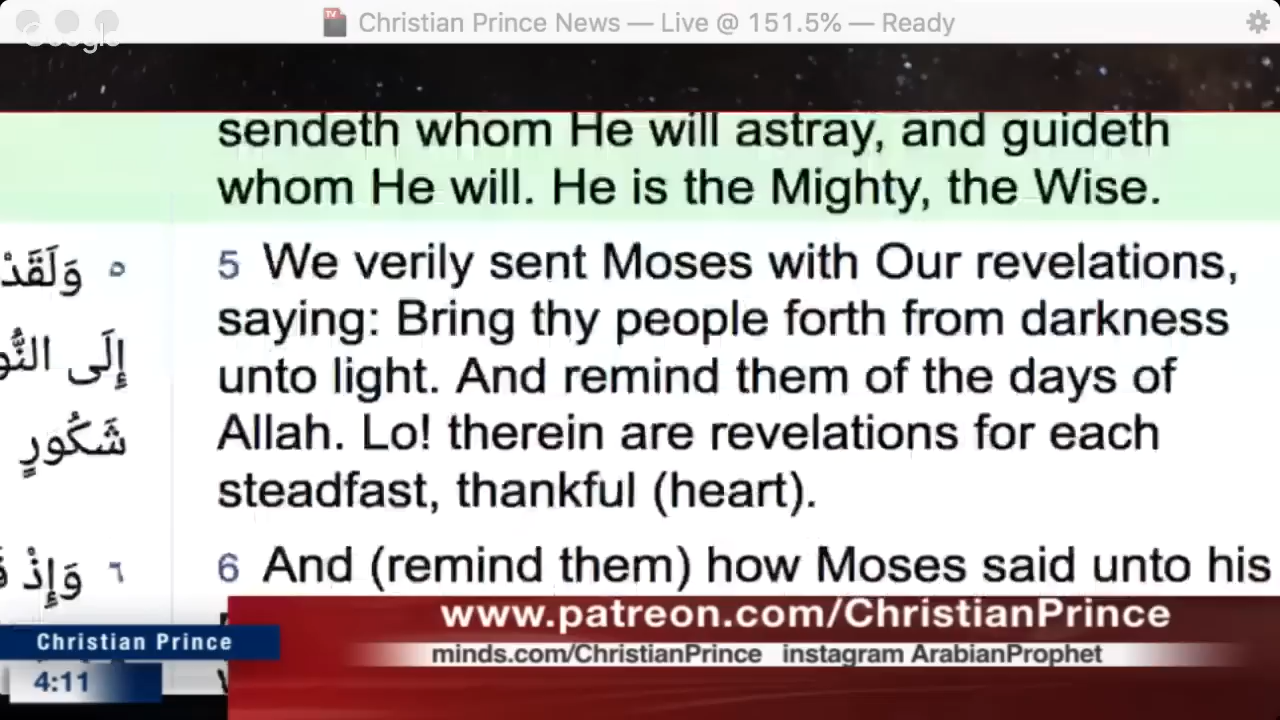 Christian Prince News — Live @ 151.5% — Ready
Google
sendeth whom He will astray, and guideth
whom He will. He is the Mighty, the Wise.
5 We verily sent Moses with Our revelations,
saying: Bring thy people forth from darkness
unto light. And remind them of the days of
Allah. Lo! therein are revelations for each
steadfast, thankful (heart).
6 And (remind them) how Moses said unto his
٥ وَلَقَدْ
إِلَى
شَكُورٍ
٦ وَإِذْ
www.patreon.com/ChristianPrince
minds.com/ChristianPrince instagram ArabianProphet
Christian Prince
4:11